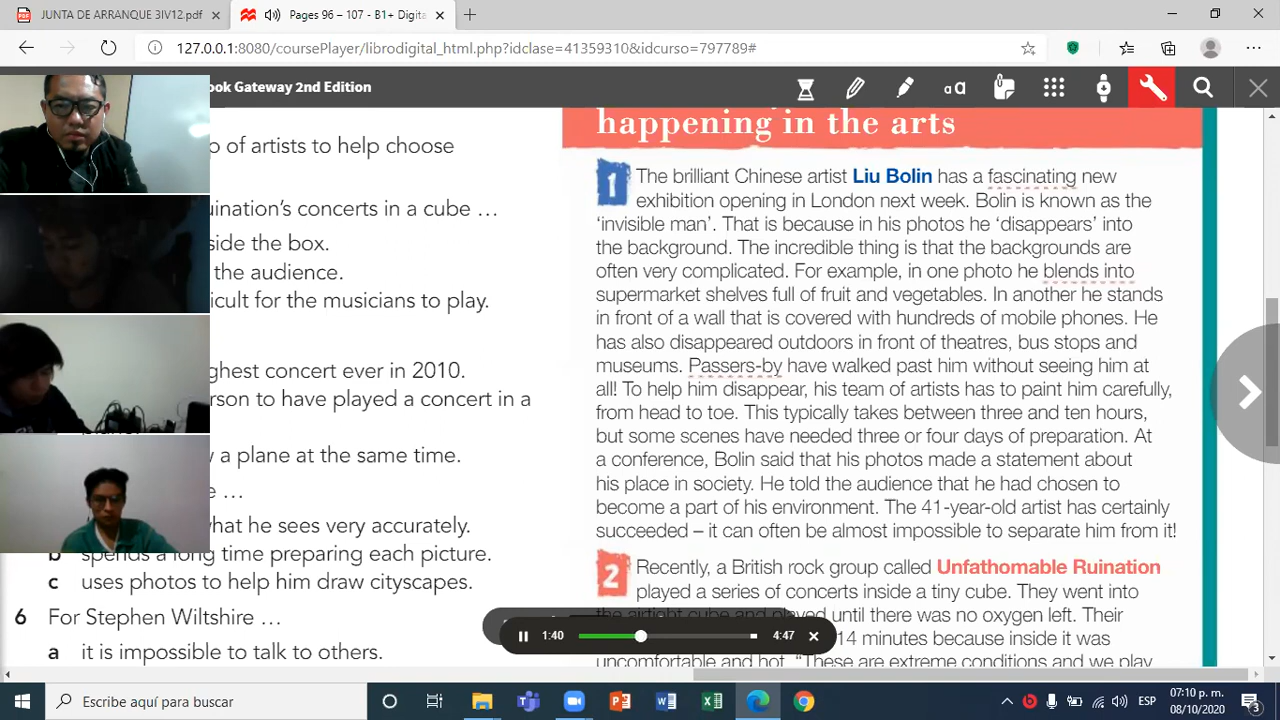 JUNTA DE ARRANQUE 3IV12.pdf
Pages 96 – 107 - B1+ Digita
127.0.0.1:8080/coursePlayer/librodigital_html.php?idclase=41359310&idcurso=797789#
ook Gateway 2nd Edition
aA
p of artists to help choose
uination's concerts in a cube …
side the box.
the audience.
icult for the musicians to play.
ghest concert ever in 2010.
rson to have played a concert in a
w a plane at the same time.
e …
what he sees very accurately.
b spends a long time preparing each picture.
c uses photos to help him draw cityscapes.
6 For Stephen Wiltshire …
a it is impossible to talk to others.
happening in the arts
1 The brilliant Chinese artist Liu Bolin has a fascinating new
exhibition opening in London next week. Bolin is known as the
'invisible man'. That is because in his photos he 'disappears' into
the background. The incredible thing is that the backgrounds are
often very complicated. For example, in one photo he blends into
supermarket shelves full of fruit and vegetables. In another he stands
in front of a wall that is covered with hundreds of mobile phones. He
has also disappeared outdoors in front of theatres, bus stops and
museums. Passers-by have walked past him without seeing him at
all! To help him disappear, his team of artists has to paint him carefully,
from head to toe. This typically takes between three and ten hours,
but some scenes have needed three or four days of preparation. At
a conference, Bolin said that his photos made a statement about
his place in society. He told the audience that he had chosen to
become a part of his environment. The 41-year-old artist has certainly
succeeded – it can often be almost impossible to separate him from it!
2 Recently, a British rock group called Unfathomable Ruination
played a series of concerts inside a tiny cube. They went into
the airtight cube and played until there was no oxygen left. Their
14 minutes because inside it was
uncomfortable and hot. "These are extreme conditions and we play
1:40
4:47
Escribe aquí para buscar
ESP
07:10 p. m.
08/10/2020
3